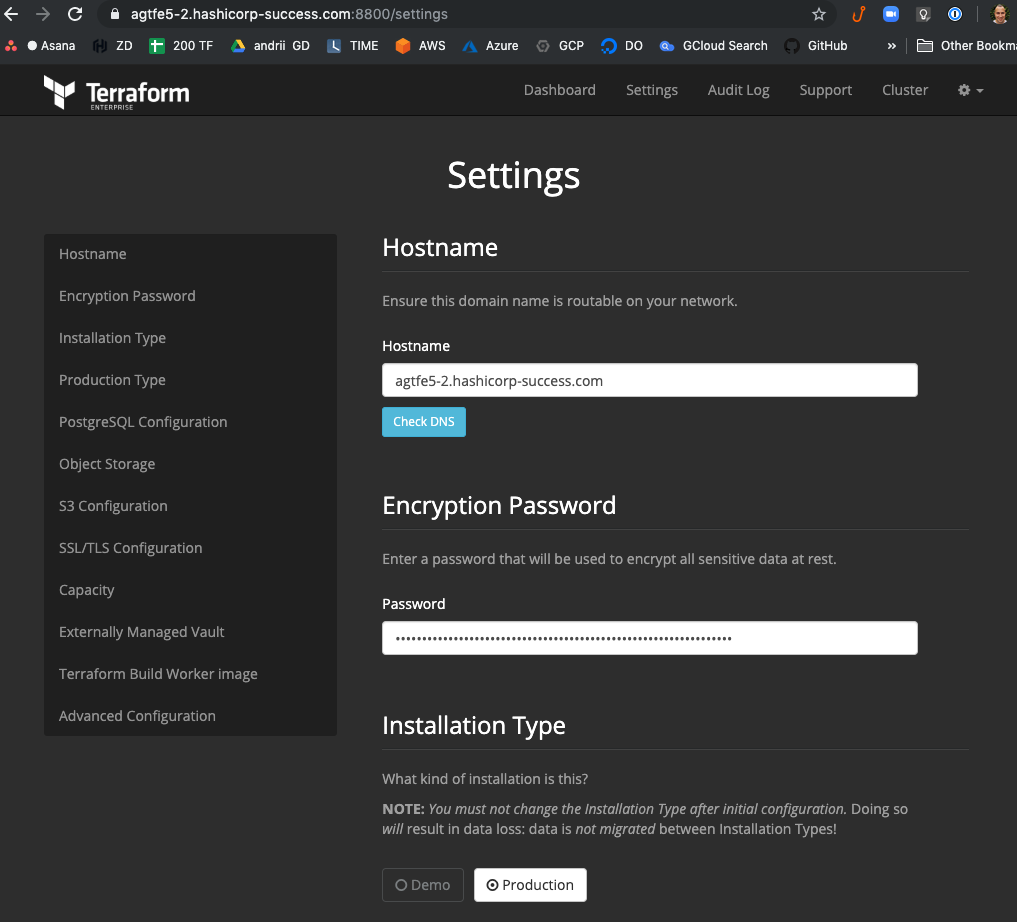 agtfe5-2.hashicorp-success.com:8800/settings
Asana ZD 200 TF andrii GD TIME AWS Azure GCP DO GCloud Search GitHub » Other Bookma
Terraform
ENTERPRISE
Dashboard Settings Audit Log Support Cluster
Settings
Hostname
Encryption Password
Installation Type
Production Type
PostgreSQL Configuration
Object Storage
S3 Configuration
SSL/TLS Configuration
Capacity
Externally Managed Vault
Terraform Build Worker image
Advanced Configuration
Hostname
Ensure this domain name is routable on your network.
Hostname
agtfe5-2.hashicorp-success.com
Check DNS
Encryption Password
Enter a password that will be used to encrypt all sensitive data at rest.
Password
Installation Type
What kind of installation is this?
NOTE: You must not change the Installation Type after initial configuration. Doing so
will result in data loss: data is not migrated between Installation Types!
Demo Production